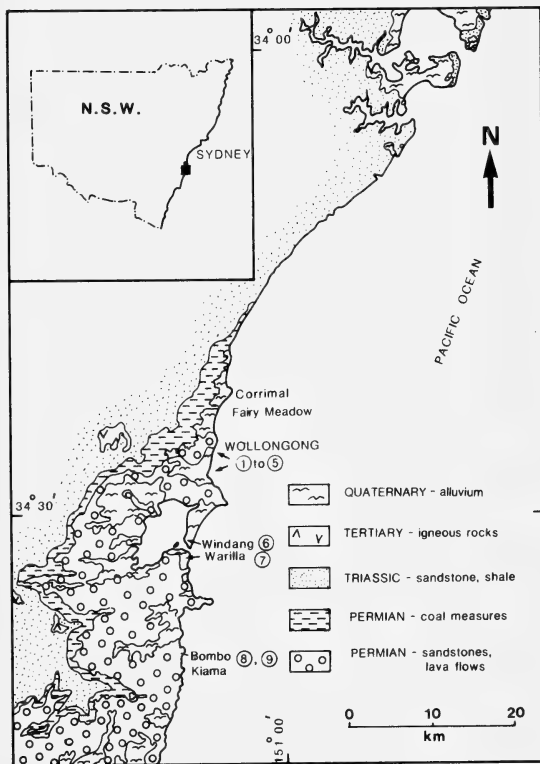 34° 00'
N.S.W.
SYDNEY
N
PACIFIC OCEAN
Corrimal
Fairy Meadow
WOLLONGONG
① to ⑤
34° 30'
Windang ⑥
Warilla ⑦
Bombo ⑧, ⑨
Kiama
QUATERNARY - alluvium
TERTIARY - igneous rocks
TRIASSIC - sandstone, shale
PERMIAN - coal measures
PERMIAN - sandstones,
lava flows
0 10 20
km
151° 00'